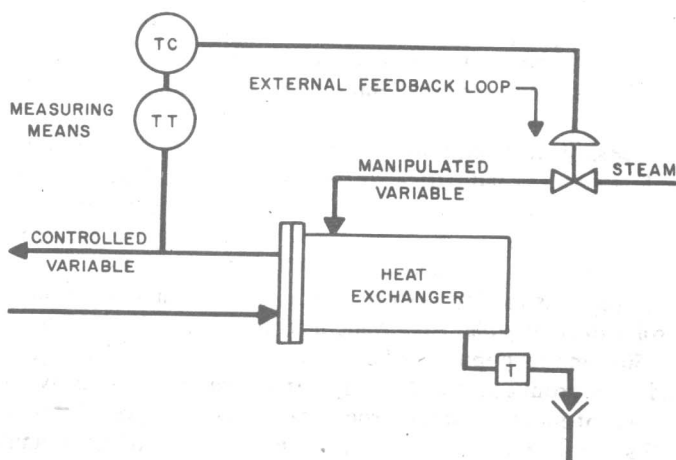 TC
EXTERNAL FEEDBACK LOOP
MEASURING
MEANS
TT
MANIPULATED
VARIABLE
STEAM
CONTROLLED
VARIABLE
HEAT
EXCHANGER
T